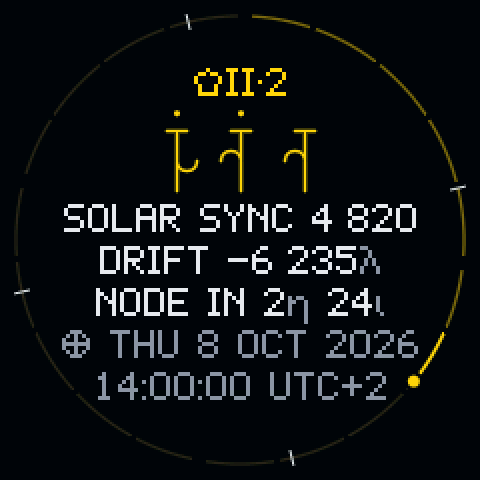 ⌂II·2
SOLAR SYNC 4 820
DRIFT −6 235λ
NODE IN 2η 24ι
⊕ THU 8 OCT 2026
14:00:00 UTC+2